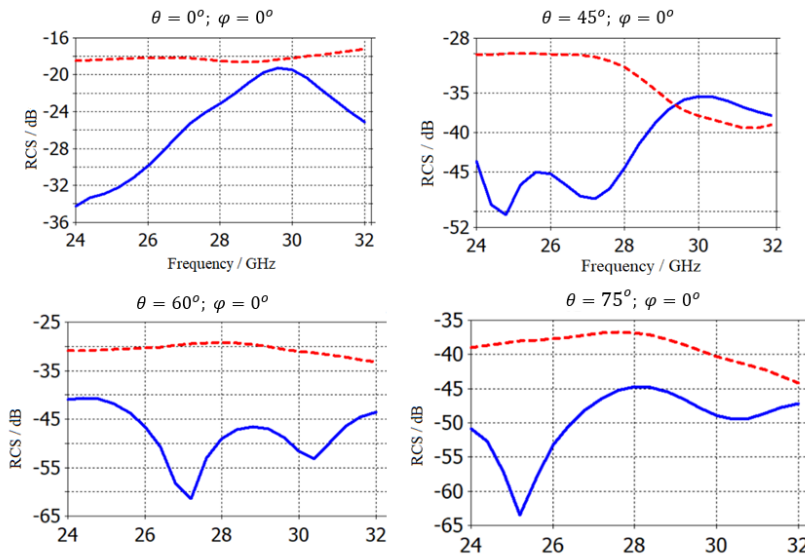 θ = 0°; φ = 0°
-16
-20
-24
-28
-32
-36
RCS / dB
24 26 28 30 32
Frequency / GHz
θ = 45°; φ = 0°
-28
-35
-40
-45
-52
RCS / dB
24 26 28 30 32
Frequency / GHz
θ = 60°; φ = 0°
-25
-35
-45
-55
-65
RCS / dB
24 26 28 30 32
θ = 75°; φ = 0°
-35
-40
-45
-50
-55
-60
-65
RCS / dB
24 26 28 30 32